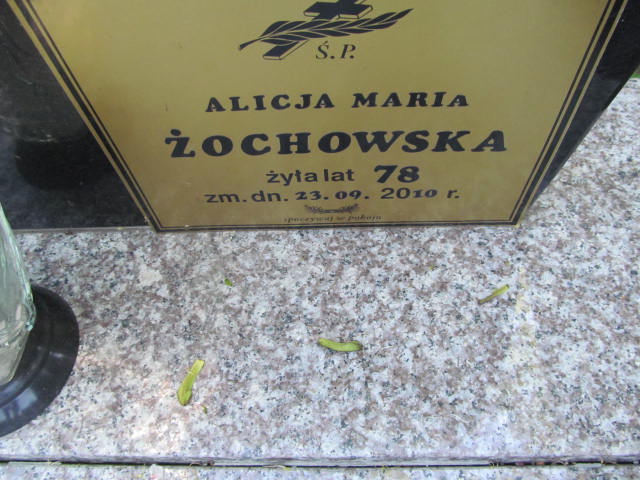 Ś.P.
ALICJA MARIA
ŻOCHOWSKA
żyła lat 78
zm. dn. 23.09. 2010 r.
spoczywaj w pokoju